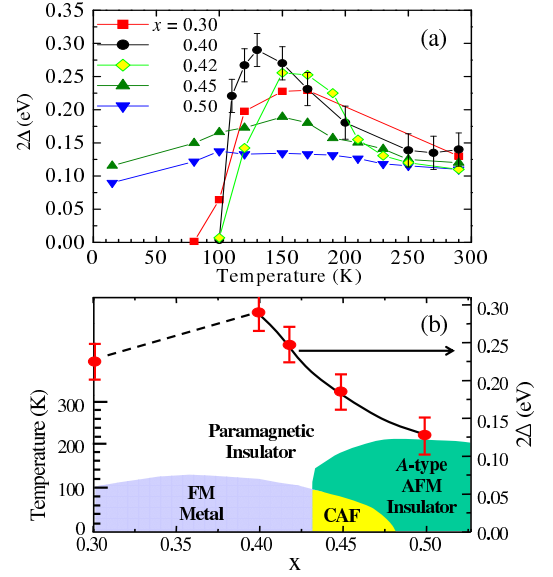 0.35
0.30
0.25
0.20
0.15
0.10
0.05
0.00
2Δ (eV)
x = 0.30
0.40
0.42
0.45
0.50
(a)
0 50 100 150 200 250 300
Temperature (K)
(b)
300
200
100
0
Temperature (K)
0.30
0.25
0.20
0.15
0.10
0.05
0.00
2Δ (eV)
Paramagnetic
Insulator
FM
Metal
CAF
A-type
AFM
Insulator
0.30 0.35 0.40 0.45 0.50
X